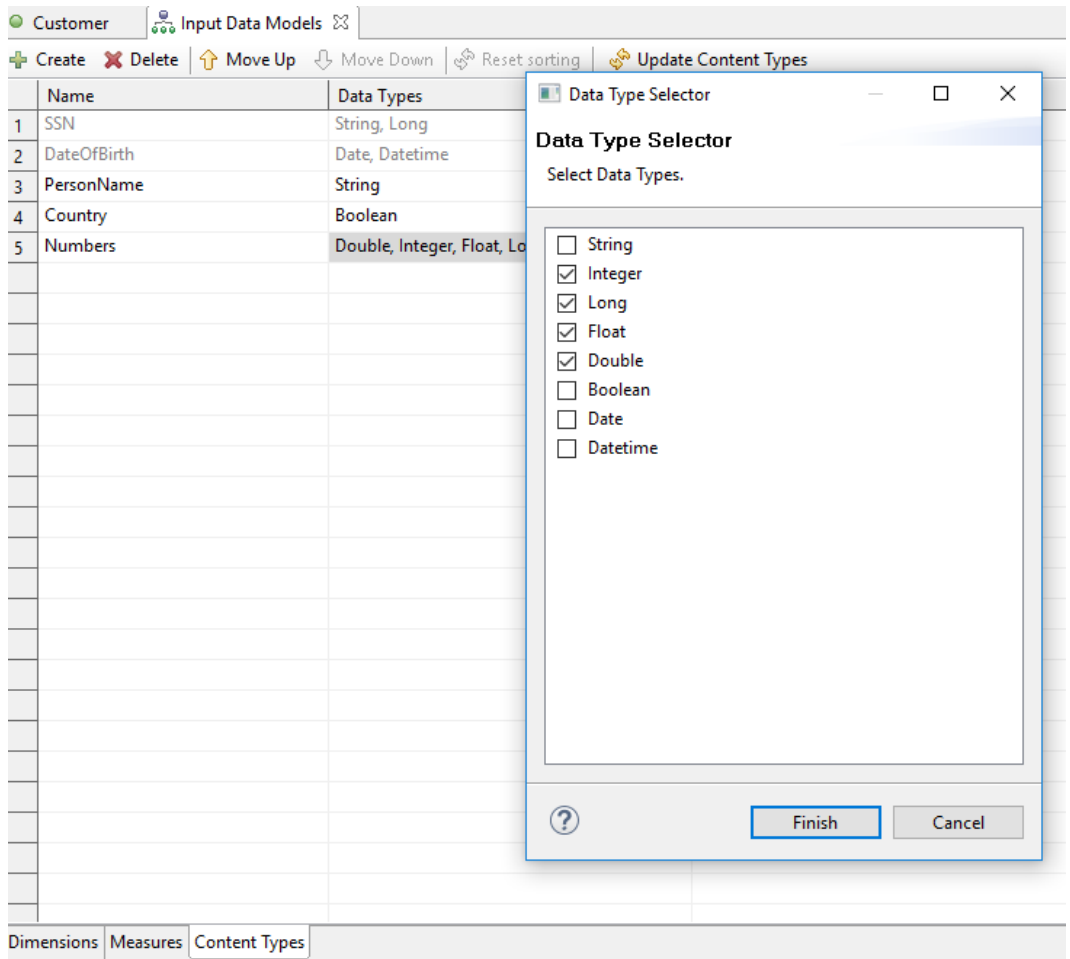 Customer Input Data Models
Create Delete Move Up Move Down Reset sorting Update Content Types
Name Data Types
1 SSN String, Long
2 DateOfBirth Date, Datetime
3 PersonName String
4 Country Boolean
5 Numbers Double, Integer, Float, Lo
Data Type Selector
Data Type Selector
Select Data Types.
String
Integer
Long
Float
Double
Boolean
Date
Datetime
? Finish Cancel
Dimensions Measures Content Types